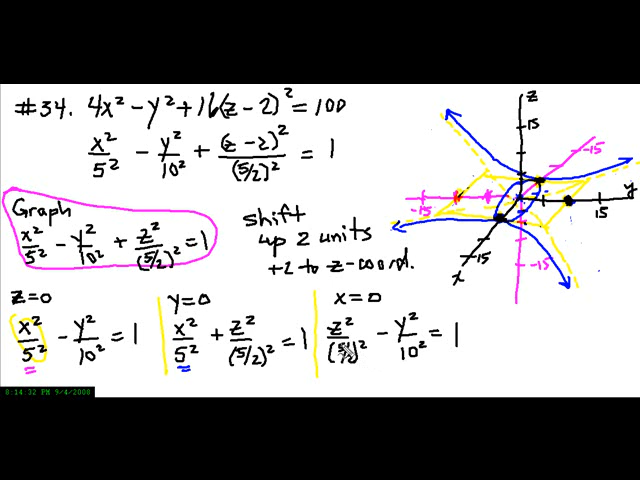 #34. 4x² - y² + 16(z - 2)² = 100
x²/5² - y²/10² + (z - 2)²/(5/2)² = 1
Graph
x²/5² - y²/10² + z²/(5/2)² = 1
shift
up 2 units
+2 to z-coord.
z=0
x²/5² - y²/10² = 1
y=0
x²/5² + z²/(5/2)² = 1
x=0
z²/(5/2)² - y²/10² = 1
z
15
-15
y
-15
15
x
15
-15
8:14:32 PM 9/4/2008